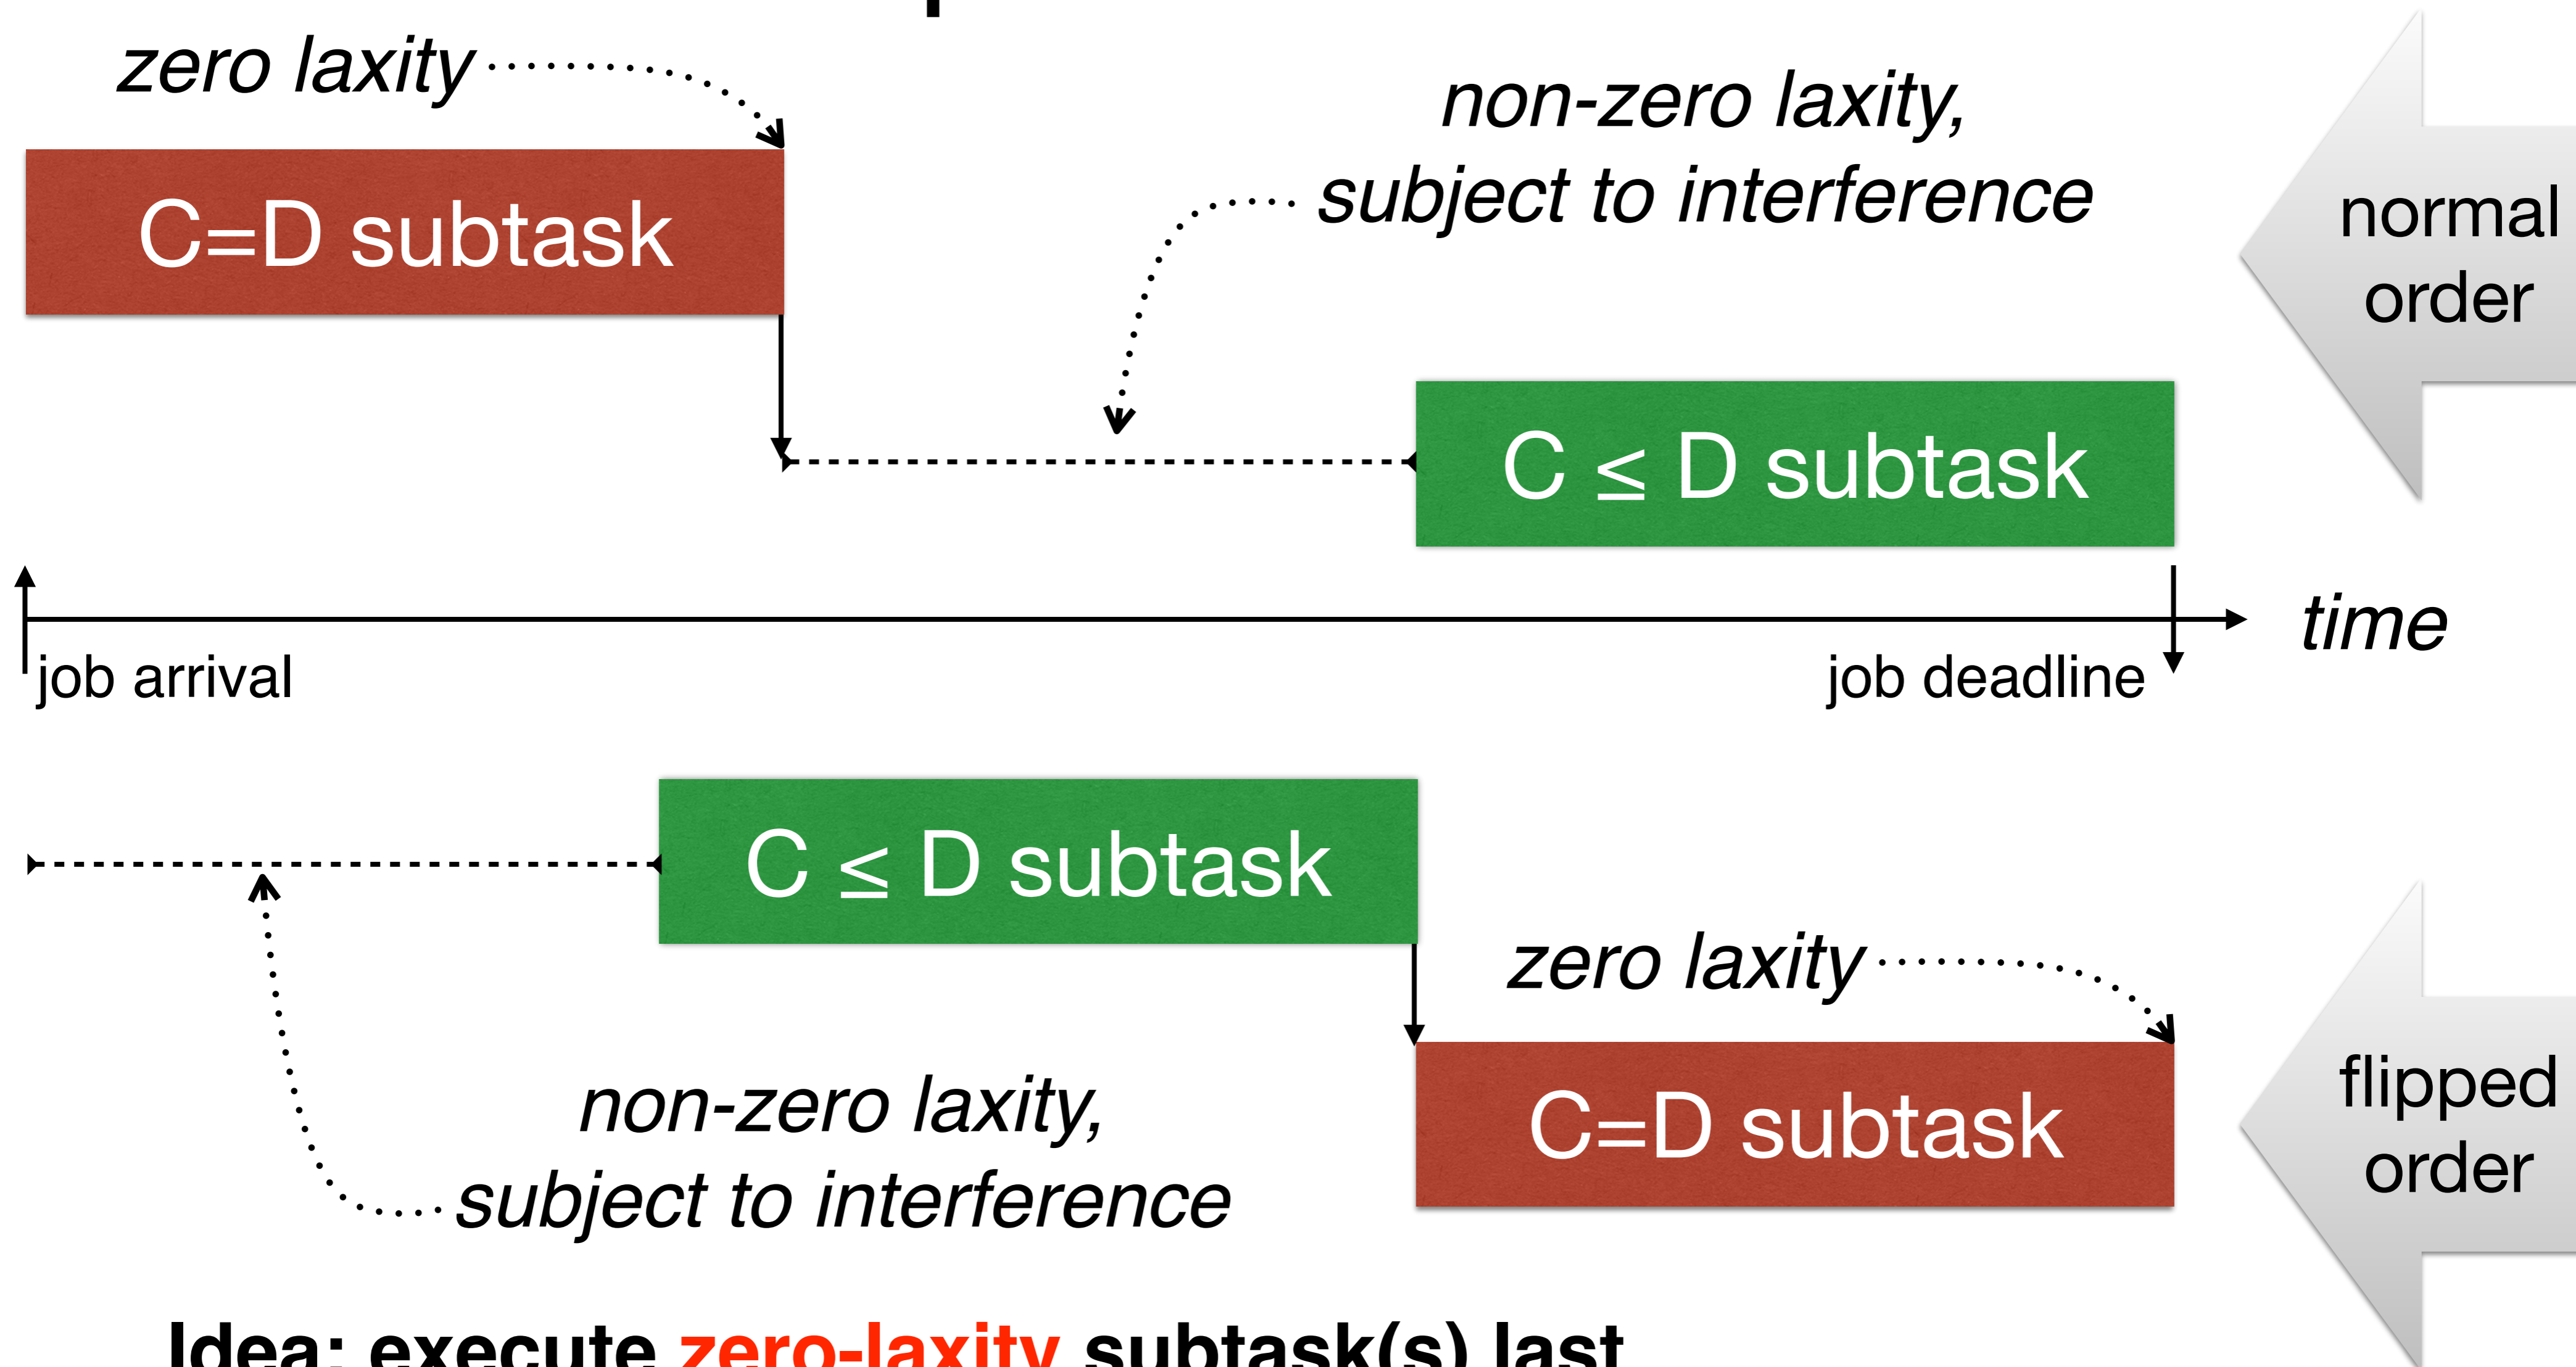 zero laxity
non-zero laxity,
subject to interference
normal
order
C=D subtask
C ≤ D subtask
time
job arrival
job deadline
C ≤ D subtask
zero laxity
non-zero laxity,
subject to interference
C=D subtask
flipped
order
Idea: execute zero-laxity subtask(s) last